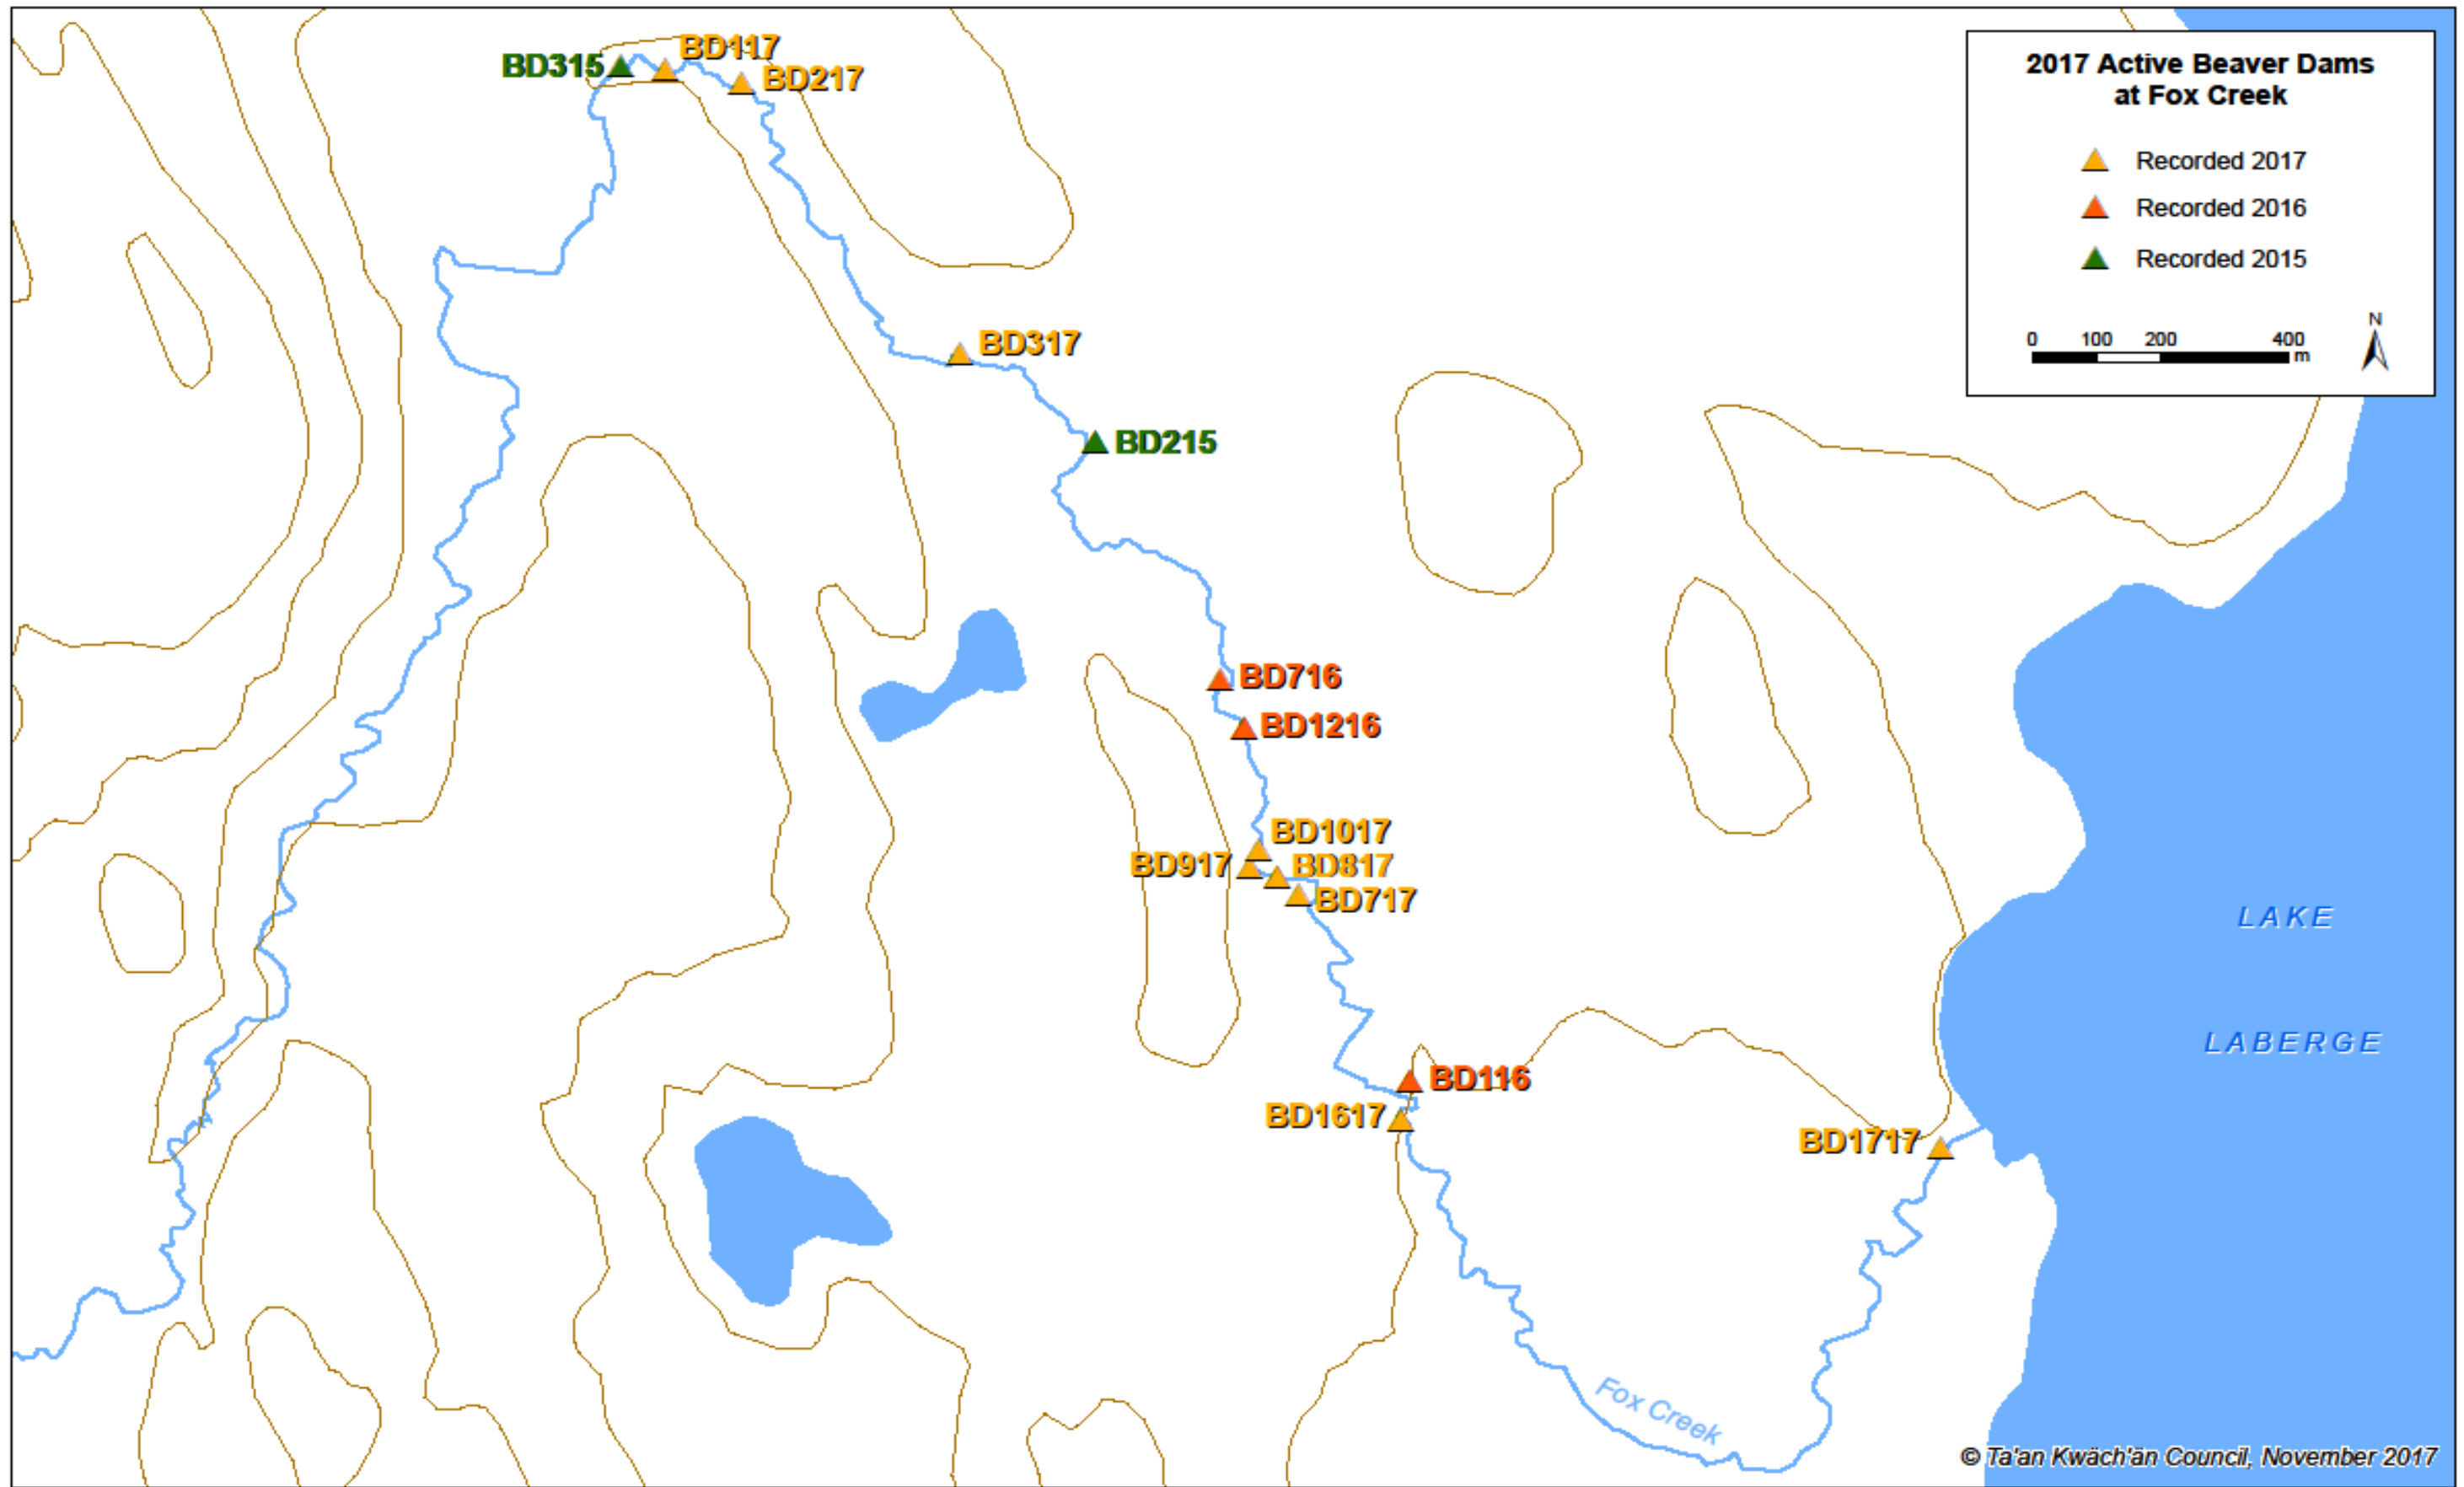 2017 Active Beaver Dams
at Fox Creek
Recorded 2017
Recorded 2016
Recorded 2015
0 100 200 400
m
N
BD117
BD315
BD217
BD317
BD215
BD716
BD1216
BD1017
BD917
BD817
BD717
BD116
BD1617
BD1717
LAKE
LABERGE
Fox Creek
© Ta'an Kwäch'än Council, November 2017